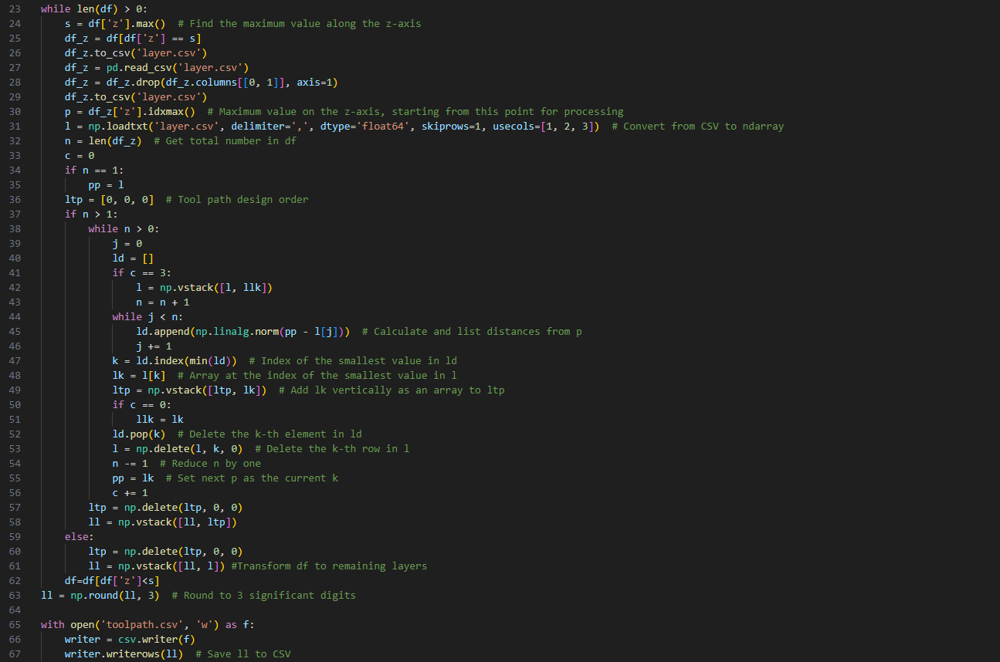 23 while len(df) > 0:
24 s = df['z'].max() # Find the maximum value along the z-axis
25 df_z = df[df['z'] == s]
26 df_z.to_csv('layer.csv')
27 df_z = pd.read_csv('layer.csv')
28 df_z = df_z.drop(df_z.columns[[0, 1]], axis=1)
29 df_z.to_csv('layer.csv')
30 p = df_z['z'].idxmax() # Maximum value on the z-axis, starting from this point for processing
31 l = np.loadtxt('layer.csv', delimiter=',', dtype='float64', skiprows=1, usecols=[1, 2, 3]) # Convert from CSV to ndarray
32 n = len(df_z) # Get total number in df
33 c = 0
34 if n == 1:
35 pp = l
36 ltp = [0, 0, 0] # Tool path design order
37 if n > 1:
38 while n > 0:
39 j = 0
40 ld = []
41 if c == 3:
42 l = np.vstack([l, llk])
43 n = n + 1
44 while j < n:
45 ld.append(np.linalg.norm(pp - l[j])) # Calculate and list distances from p
46 j += 1
47 k = ld.index(min(ld)) # Index of the smallest value in ld
48 lk = l[k] # Array at the index of the smallest value in l
49 ltp = np.vstack([ltp, lk]) # Add lk vertically as an array to ltp
50 if c == 0:
51 llk = lk
52 ld.pop(k) # Delete the k-th element in ld
53 l = np.delete(l, k, 0) # Delete the k-th row in l
54 n -= 1 # Reduce n by one
55 pp = lk # Set next p as the current k
56 c += 1
57 ltp = np.delete(ltp, 0, 0)
58 ll = np.vstack([ll, ltp])
59 else:
60 ltp = np.delete(ltp, 0, 0)
61 ll = np.vstack([ll, l]) #Transform df to remaining layers
62 df=df[df['z']<s]
63 ll = np.round(ll, 3) # Round to 3 significant digits
64
65 with open('toolpath.csv', 'w') as f:
66 writer = csv.writer(f)
67 writer.writerows(ll) # Save ll to CSV